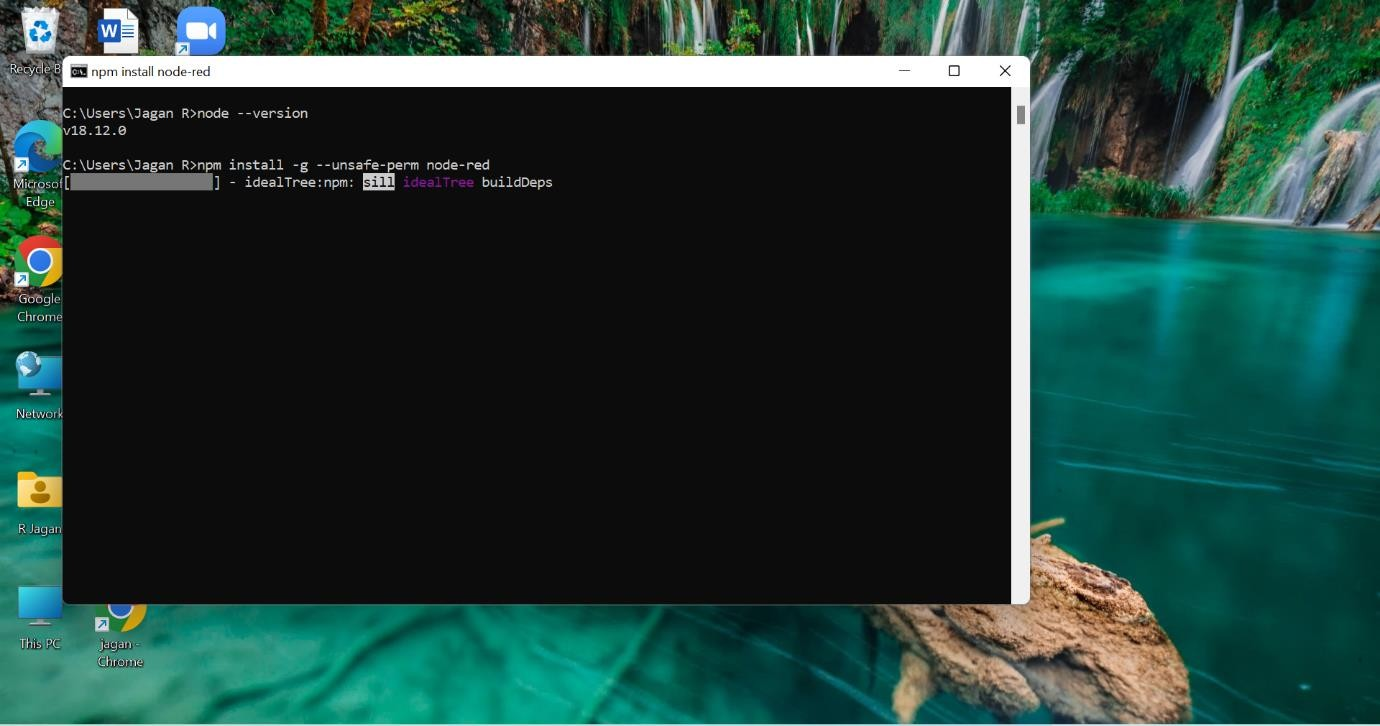 Recycle B
npm install node-red
C:\Users\Jagan R>node --version
v18.12.0
C:\Users\Jagan R>npm install -g --unsafe-perm node-red
[                  ] - idealTree:npm: sill idealTree buildDeps
Microsof
Edge
Google
Chrome
Network
R Jagan
This PC
jagan -
Chrome